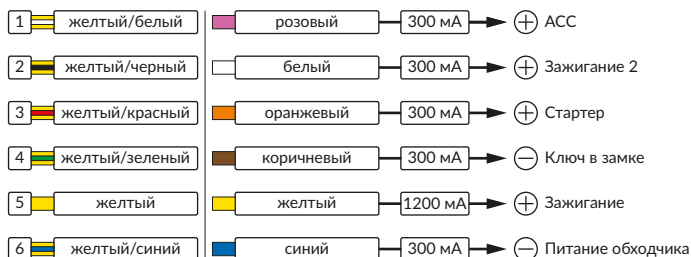 1 желтый/белый розовый 300 мА + АСС
2 желтый/черный белый 300 мА + Зажигание 2
3 желтый/красный оранжевый 300 мА + Стартер
4 желтый/зеленый коричневый 300 мА − Ключ в замке
5 желтый желтый 1200 мА + Зажигание
6 желтый/синий синий 300 мА − Питание обходчика